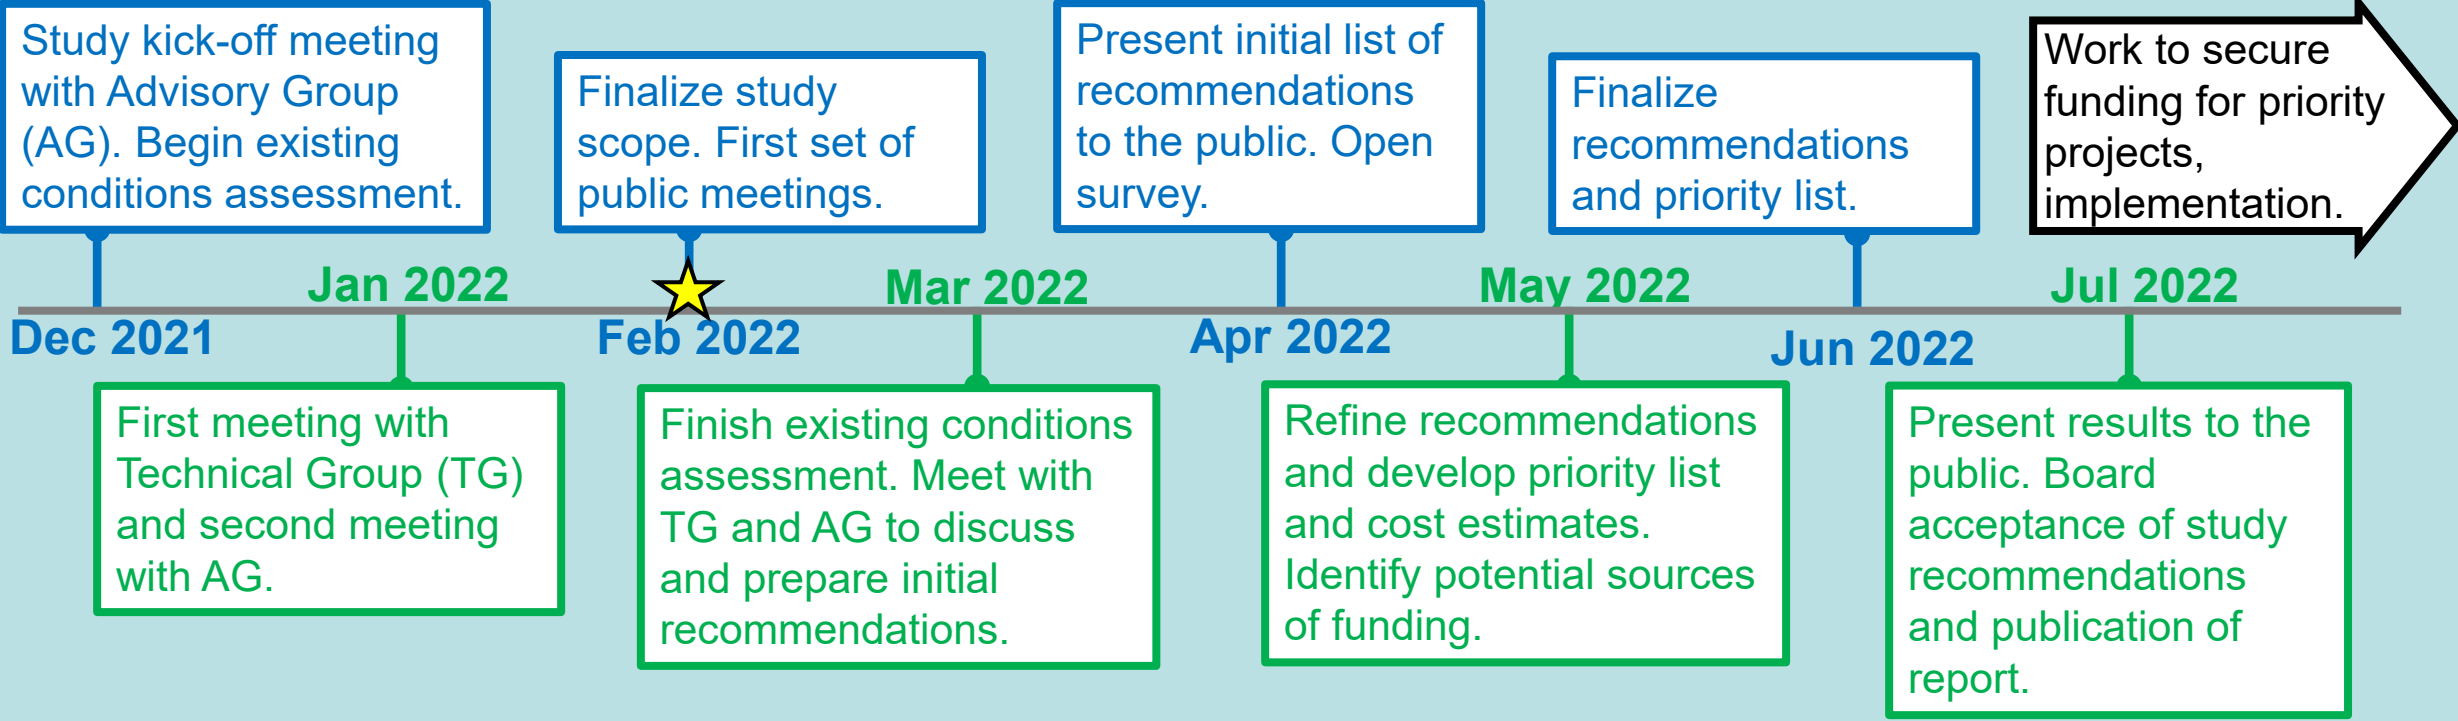 Study kick-off meeting
with Advisory Group
(AG). Begin existing
conditions assessment.
Finalize study
scope. First set of
public meetings.
Present initial list of
recommendations
to the public. Open
survey.
Finalize
recommendations
and priority list.
Work to secure
funding for priority
projects,
implementation.
Dec 2021
Jan 2022
Feb 2022
Mar 2022
Apr 2022
May 2022
Jun 2022
Jul 2022
First meeting with
Technical Group (TG)
and second meeting
with AG.
Finish existing conditions
assessment. Meet with
TG and AG to discuss
and prepare initial
recommendations.
Refine recommendations
and develop priority list
and cost estimates.
Identify potential sources
of funding.
Present results to the
public. Board
acceptance of study
recommendations
and publication of
report.